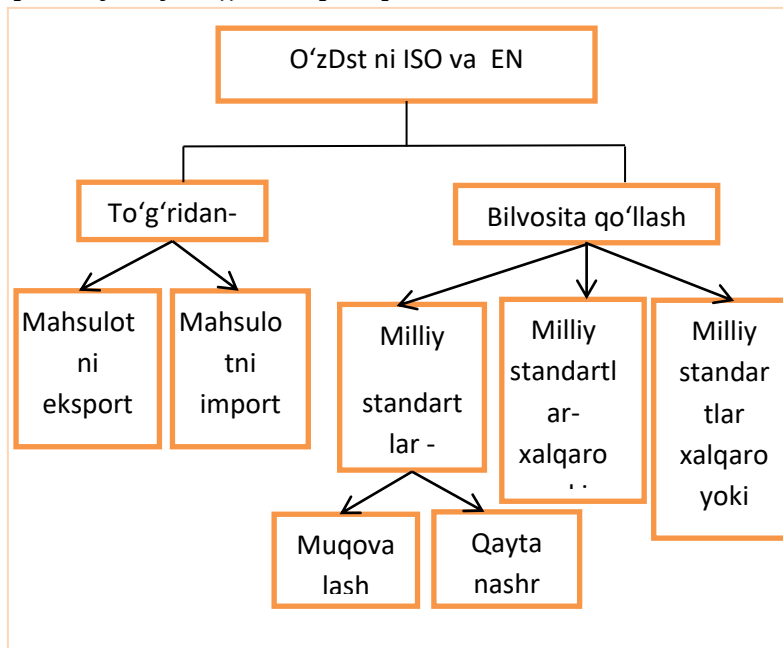 O‘zDst ni ISO va EN
To‘g‘ridan-
Bilvosita qo‘llash
Mahsulot
ni
eksport
Mahsulo
tni
import
Milliy
standart
lar -
Milliy
standartl
ar-
xalqaro
Milliy
standar
tlar
xalqaro
yoki
Muqova
lash
Qayta
nashr